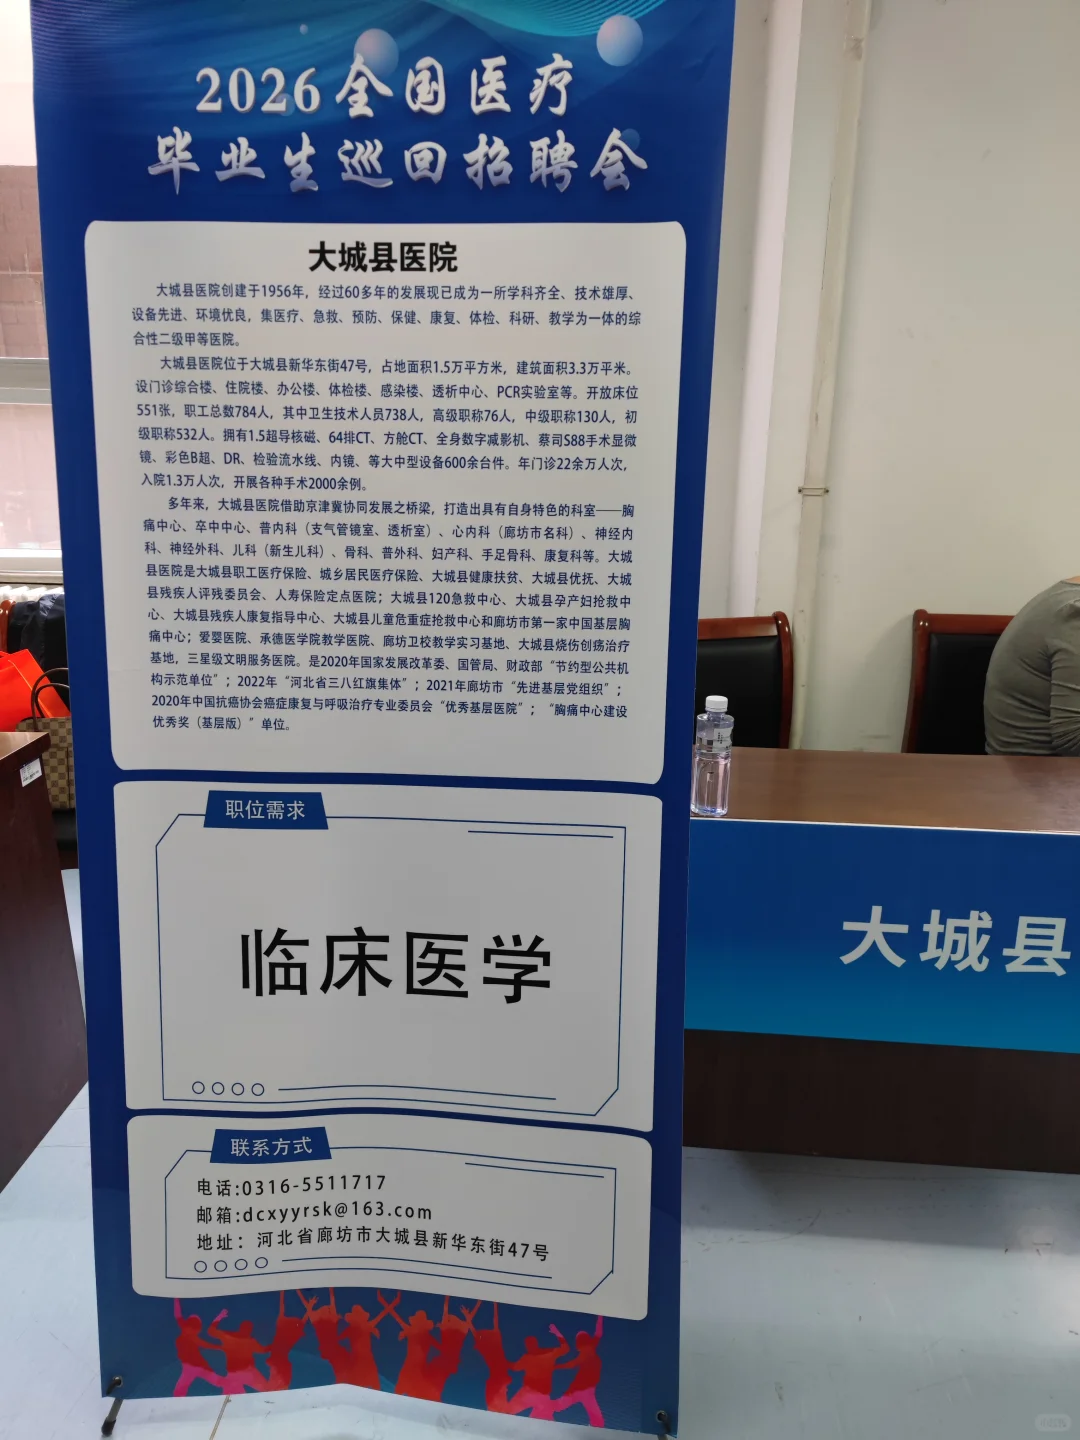 2026全国医疗
毕业生巡回招聘会
大城县医院
大城县医院创建于1956年，经过60多年的发展现已成为一所学科齐全、技术雄厚、
设备先进、环境优良，集医疗、急救、预防、保健、康复、体检、科研、教学为一体的综
合性二级甲等医院。
大城县医院位于大城县新华东街47号，占地面积1.5万平方米，建筑面积3.3万平米。
设门诊综合楼、住院楼、办公楼、体检楼、感染楼、透析中心、PCR实验室等。开放床位
551张，职工总数784人，其中卫生技术人员738人，高级职称76人，中级职称130人，初
级职称532人。拥有1.5超导核磁、64排CT、方舱CT、全身数字减影机、蔡司S88手术显微
镜、彩色B超、DR、检验流水线、内镜、等大中型设备600余台件。年门诊22余万人次，
入院1.3万人次，开展各种手术2000余例。
多年来，大城县医院借助京津冀协同发展之桥梁，打造出具有自身特色的科室——胸
痛中心、卒中中心、普内科（支气管镜室、透析室）、心内科（廊坊市名科）、神经内
科、神经外科、儿科（新生儿科）、骨科、普外科、妇产科、手足骨科、康复科等。大城
县医院是大城县职工医疗保险、城乡居民医疗保险、大城县健康扶贫、大城县优抚、大城
县残疾人评残委员会、人寿保险定点医院；大城县120急救中心、大城县孕产妇抢救中
心、大城县残疾人康复指导中心、大城县儿童危重症抢救中心和廊坊市第一家中国基层胸
痛中心；爱婴医院、承德医学院教学医院、廊坊卫校教学实习基地、大城县烧伤创疡治疗
基地，三星级文明服务医院。是2020年国家发展改革委、国管局、财政部“节约型公共机
构示范单位”；2022年“河北省三八红旗集体”；2021年廊坊市“先进基层党组织”；
2020年中国抗癌协会癌症康复与呼吸治疗专业委员会“优秀基层医院”；“胸痛中心建设
优秀奖（基层版）”单位。
职位需求
临床医学
联系方式
电话:0316-5511717
邮箱:dcxyyrsk@163.com
地址：河北省廊坊市大城县新华东街47号
大城县